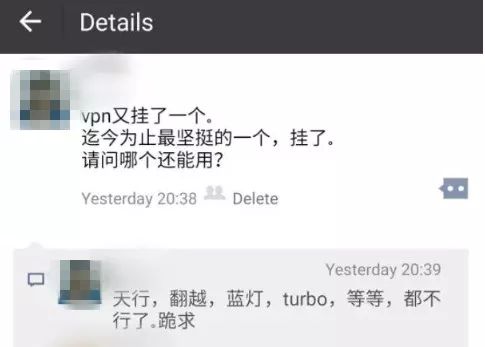 Details
vpn又挂了一个。
迄今为止最坚挺的一个，挂了。
请问哪个还能用？
Yesterday 20:38 Delete
Yesterday 20:39
天行，翻越，蓝灯，turbo，等等，都不
行了。跪求